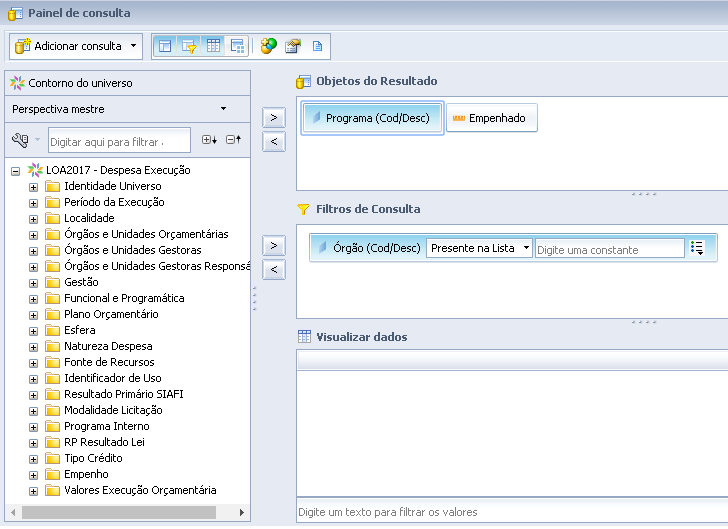 Painel de consulta
Adicionar consulta
Contorno do universo
Perspectiva mestre
Digitar aqui para filtrar
LOA2017 - Despesa Execução
Identidade Universo
Período da Execução
Localidade
Órgãos e Unidades Orçamentárias
Órgãos e Unidades Gestoras
Órgãos e Unidades Gestoras Responsá
Gestão
Funcional e Programática
Plano Orçamentário
Esfera
Natureza Despesa
Fonte de Recursos
Identificador de Uso
Resultado Primário SIAFI
Modalidade Licitação
Programa Interno
RP Resultado Lei
Tipo Crédito
Empenho
Valores Execução Orçamentária
>
<
>
<
Objetos do Resultado
Programa (Cod/Desc) Empenhado
Filtros de Consulta
Órgão (Cod/Desc) Presente na Lista Digite uma constante
Visualizar dados
Digite um texto para filtrar os valores